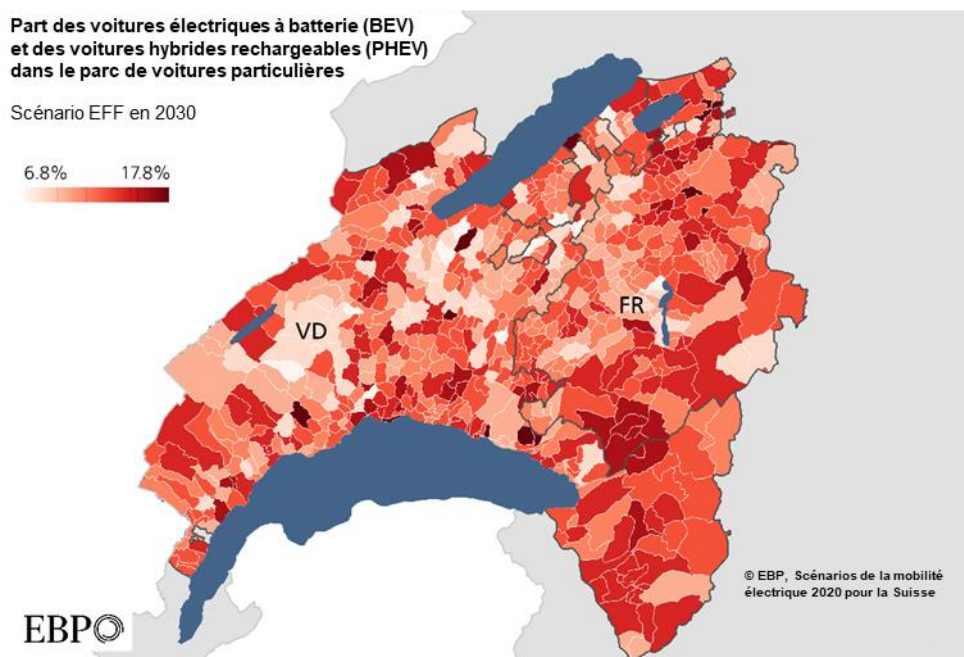 Part des voitures électriques à batterie (BEV)
et des voitures hybrides rechargeables (PHEV)
dans le parc de voitures particulières
Scénario EFF en 2030
6.8% 17.8%
VD
FR
© EBP, Scénarios de la mobilité
électrique 2020 pour la Suisse
EBP